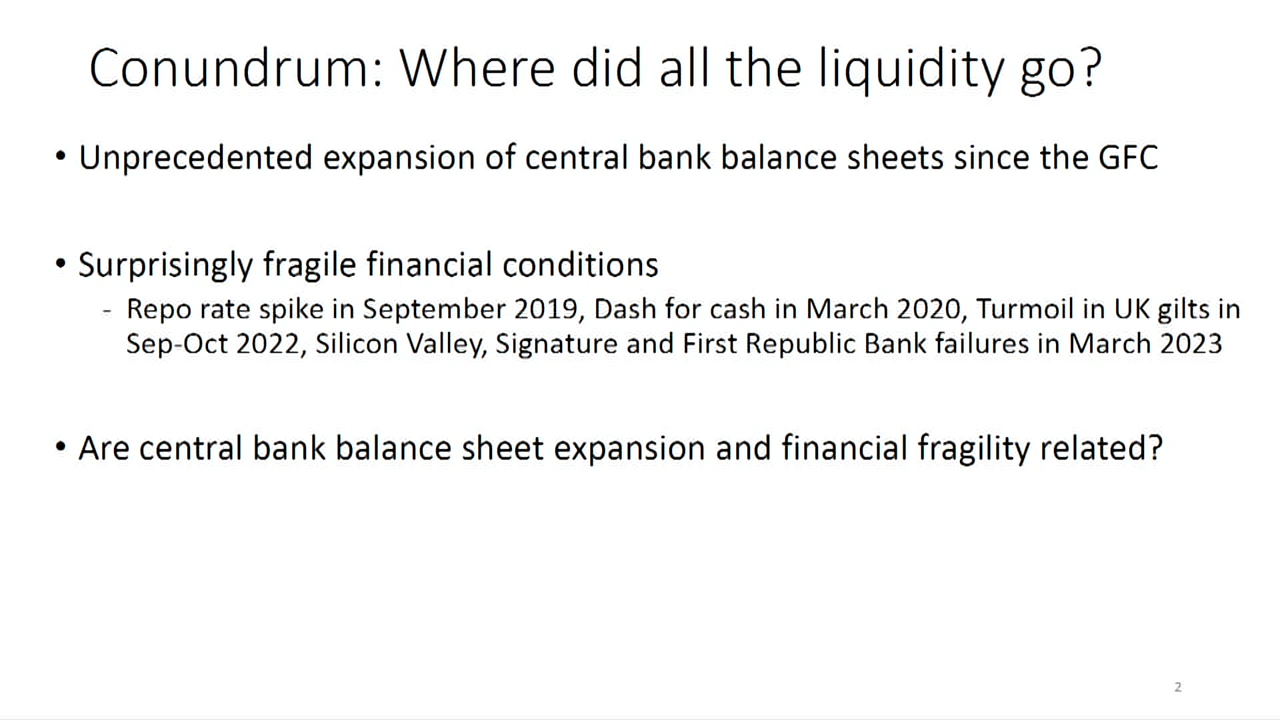 Conundrum: Where did all the liquidity go?
• Unprecedented expansion of central bank balance sheets since the GFC
• Surprisingly fragile financial conditions
- Repo rate spike in September 2019, Dash for cash in March 2020, Turmoil in UK gilts in
Sep-Oct 2022, Silicon Valley, Signature and First Republic Bank failures in March 2023
• Are central bank balance sheet expansion and financial fragility related?
2